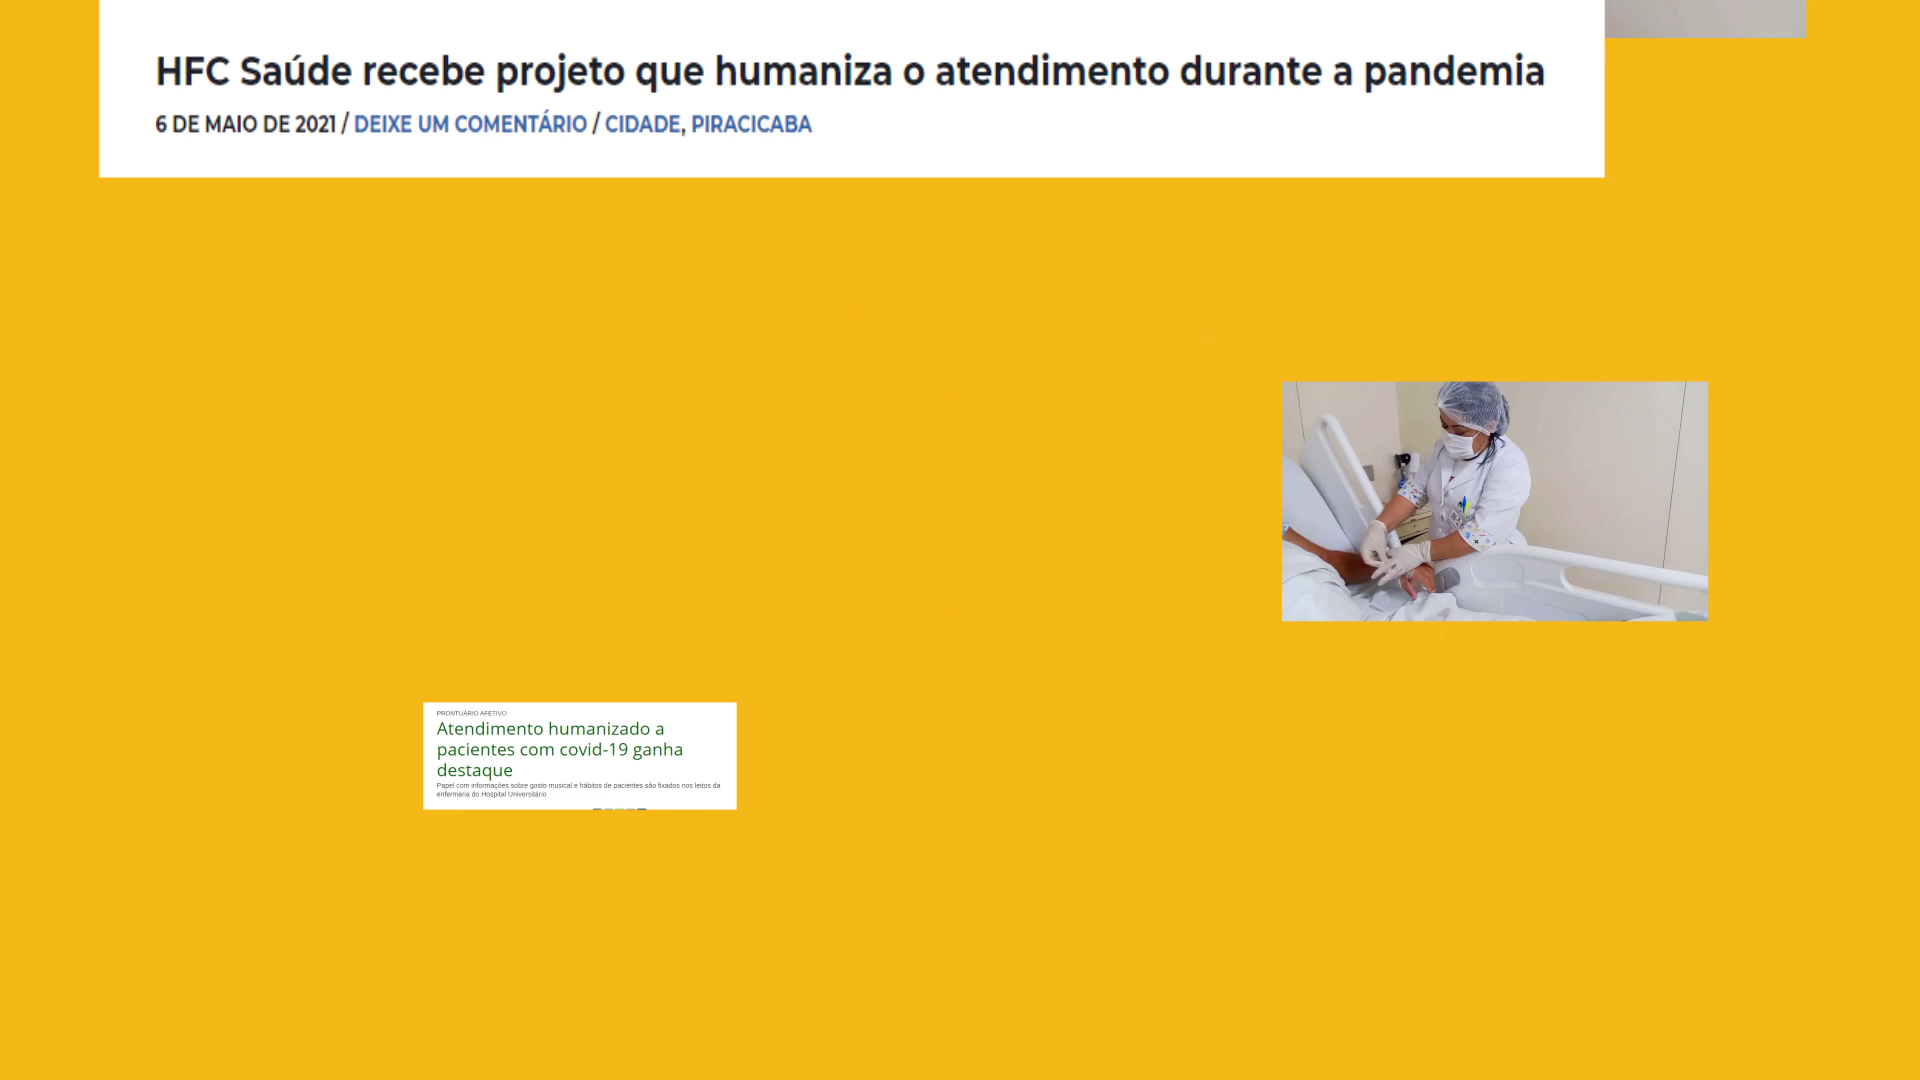 HFC Saúde recebe projeto que humaniza o atendimento durante a pandemia
6 DE MAIO DE 2021 / DEIXE UM COMENTÁRIO / CIDADE, PIRACICABA
PRONTUÁRIO AFETIVO
Atendimento humanizado a
pacientes com covid-19 ganha
destaque
Papel com informações sobre gosto musical e hábitos de pacientes são fixados nos leitos da
enfermaria do Hospital Universitário